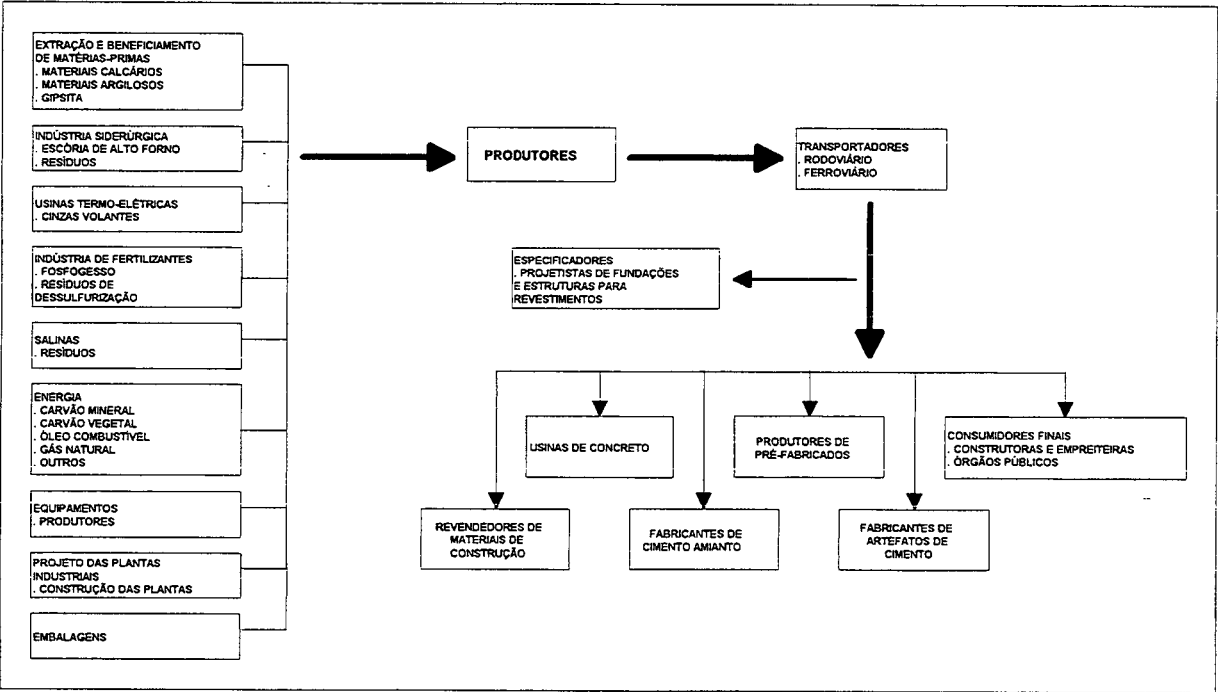 EXTRAÇÃO E BENEFICIAMENTO
DE MATÉRIAS-PRIMAS
. MATERIAIS CALCÁRIOS
. MATERIAIS ARGILOSOS
. GIPSITA
INDÚSTRIA SIDERÚRGICA
. ESCÓRIA DE ALTO FORNO
. RESÍDUOS
USINAS TERMO-ELÉTRICAS
. CINZAS VOLANTES
INDÚSTRIA DE FERTILIZANTES
. FOSFOGESSO
. RESÍDUOS DE
DESSULFURIZAÇÃO
SALINAS
. RESÍDUOS
ENERGIA
. CARVÃO MINERAL
. CARVÃO VEGETAL
. ÓLEO COMBUSTÍVEL
. GÁS NATURAL
. OUTROS
EQUIPAMENTOS
. PRODUTORES
PROJETO DAS PLANTAS
INDUSTRIAIS
. CONSTRUÇÃO DAS PLANTAS
EMBALAGENS
PRODUTORES
TRANSPORTADORES
. RODOVIÁRIO
. FERROVIÁRIO
ESPECIFICADORES
. PROJETISTAS DE FUNDAÇÕES
E ESTRUTURAS PARA
REVESTIMENTOS
USINAS DE CONCRETO
PRODUTORES DE
PRÉ-FABRICADOS
CONSUMIDORES FINAIS
. CONSTRUTORAS E EMPREITEIRAS
. ÓRGÃOS PÚBLICOS
REVENDEDORES DE
MATERIAIS DE
CONSTRUÇÃO
FABRICANTES DE
CIMENTO AMIANTO
FABRICANTES DE
ARTEFATOS DE
CIMENTO